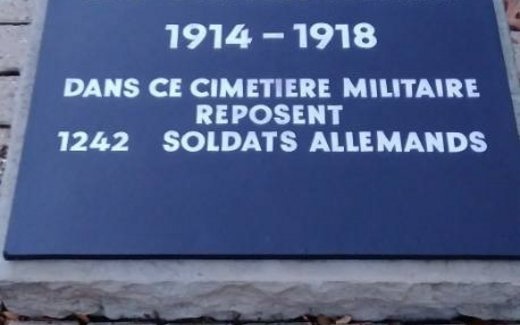 1914 – 1918
DANS CE CIMETIERE MILITAIRE
REPOSENT
1242 SOLDATS ALLEMANDS